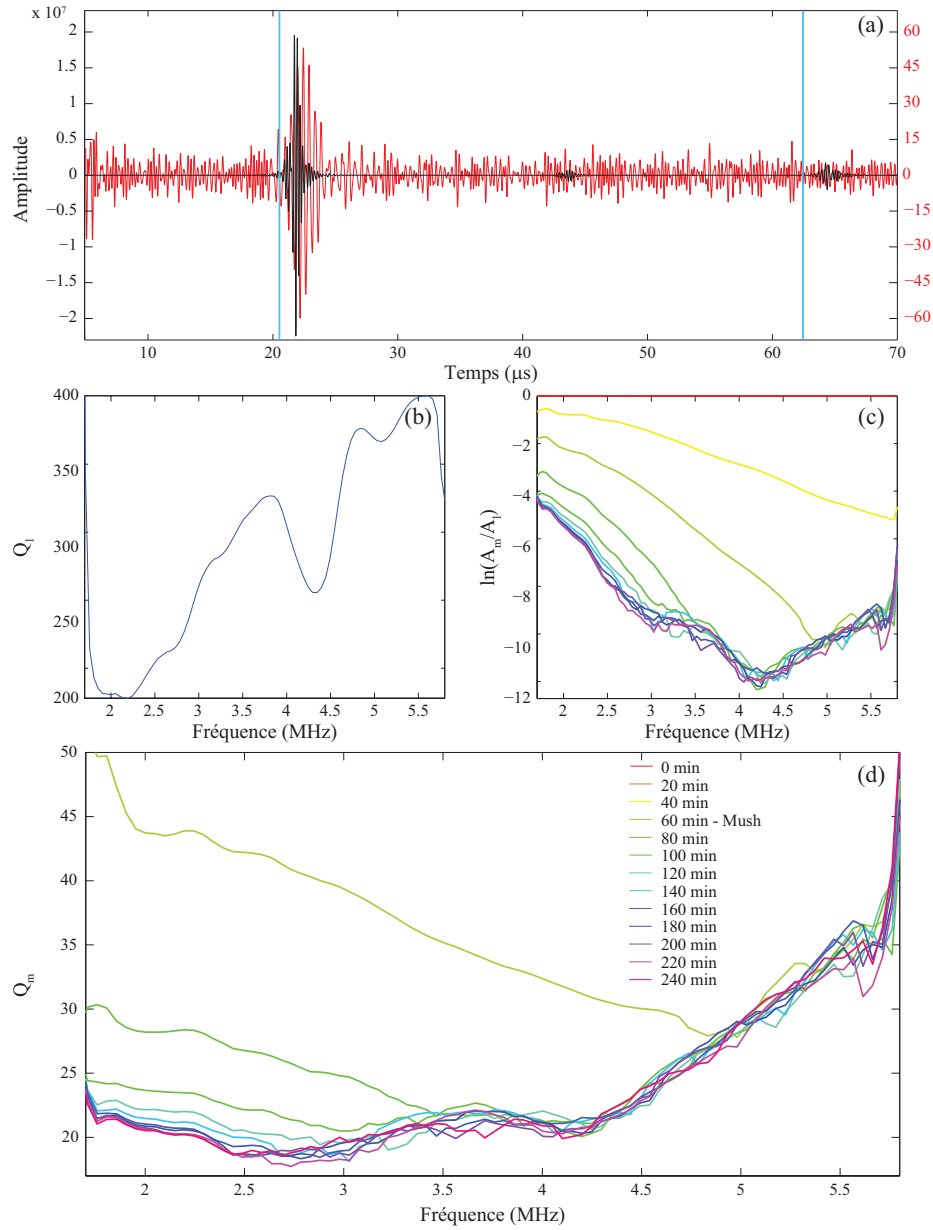 x 10⁷
(a)
2
1.5
1
0.5
0
−0.5
−1
−1.5
−2
Amplitude
60
45
30
15
0
−15
−30
−45
−60
10
20
30
40
50
60
70
Temps (μs)
(b)
400
350
300
250
200
Q_l
2
2.5
3
3.5
4
4.5
5
5.5
Fréquence (MHz)
(c)
0
−2
−4
−6
−8
−10
−12
ln(A_m/A_l)
2
2.5
3
3.5
4
4.5
5
5.5
Fréquence (MHz)
(d)
50
45
40
35
30
25
20
Q_m
0 min
20 min
40 min
60 min - Mush
80 min
100 min
120 min
140 min
160 min
180 min
200 min
220 min
240 min
2
2.5
3
3.5
4
4.5
5
5.5
Fréquence (MHz)